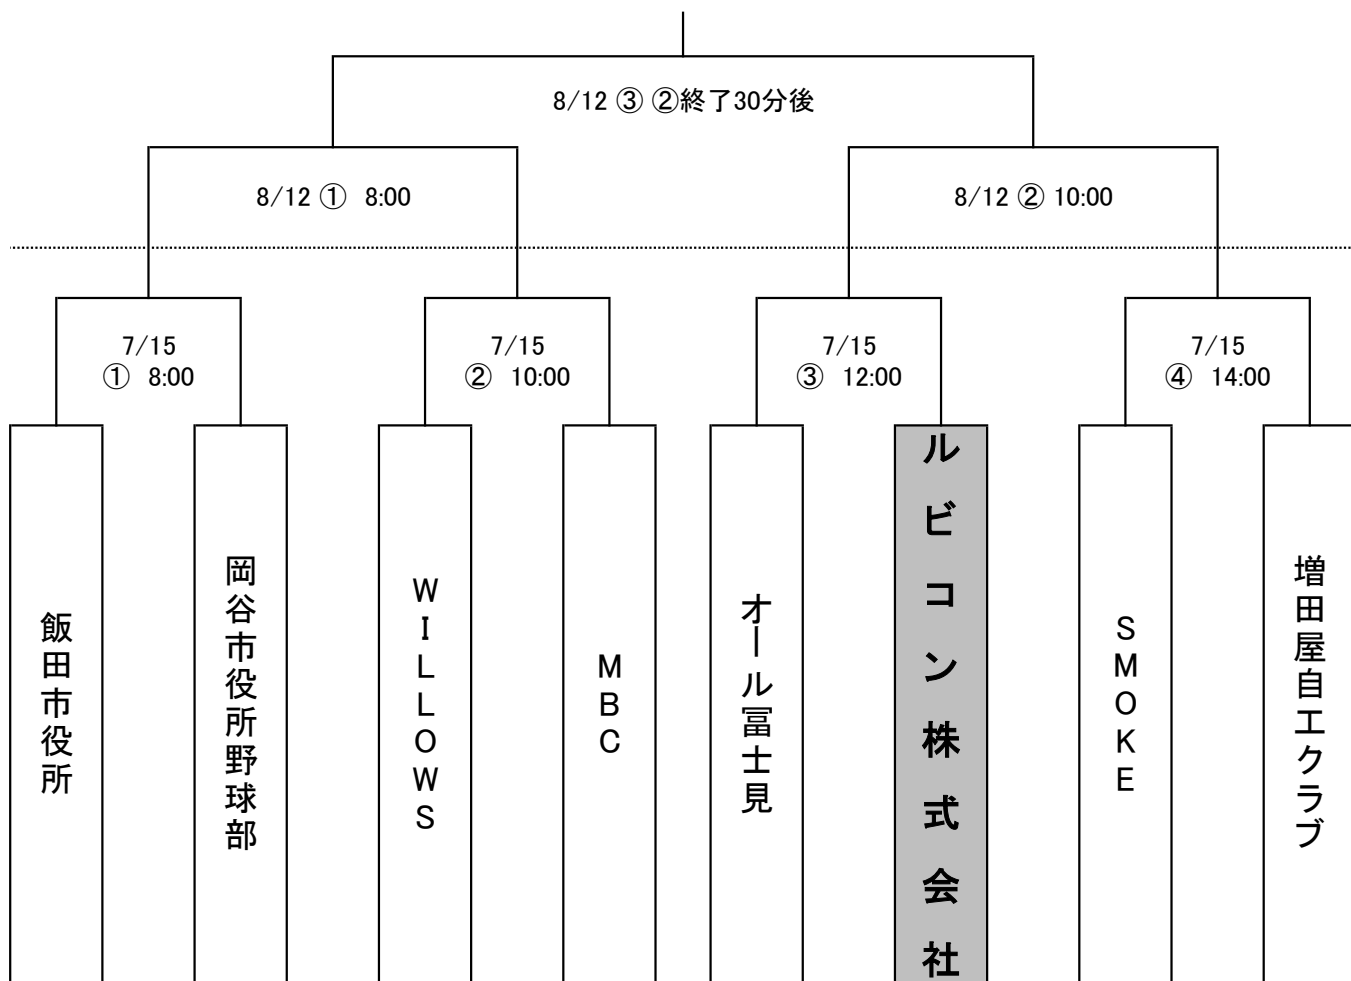 8/12 ③ ②終了30分後
8/12 ① 8:00
8/12 ② 10:00
7/15
① 8:00
7/15
② 10:00
7/15
③ 12:00
7/15
④ 14:00
飯田市役所
岡谷市役所野球部
WILLOWS
MBC
オール冨士見
ルビコン株式会社
SMOKE
増田屋自工クラブ